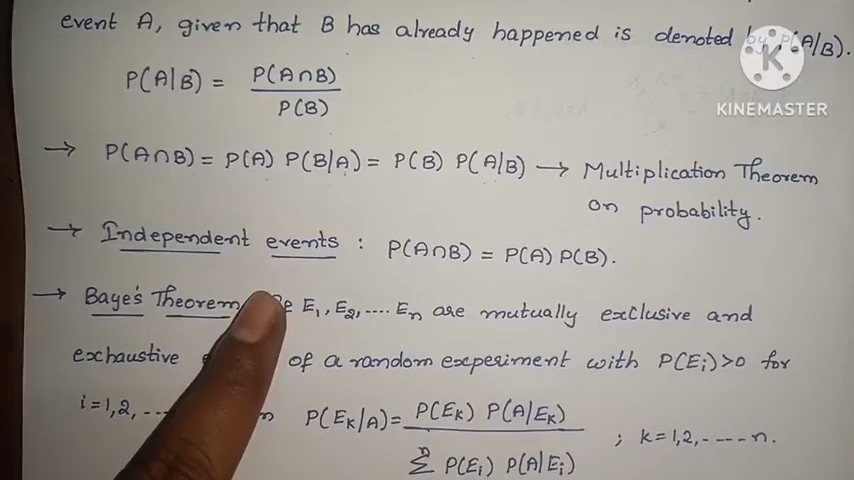 event A, given that B has already happened is denoted by P(A/B).
P(A|B) = P(A∩B) / P(B)
→ P(A∩B) = P(A) P(B/A) = P(B) P(A/B) → Multiplication Theorem
on probability.
→ Independent events : P(A∩B) = P(A) P(B).
→ Baye's Theorem E₁, E₂, .... Eₙ are mutually exclusive and
exhaustive of a random experiment with P(Eᵢ)>0 for
i=1,2, ... P(Eₖ/A) = P(Eₖ) P(A/Eₖ) / Σⁿ P(Eᵢ) P(A|Eᵢ) ; k=1,2,-----n.
KINEMASTER